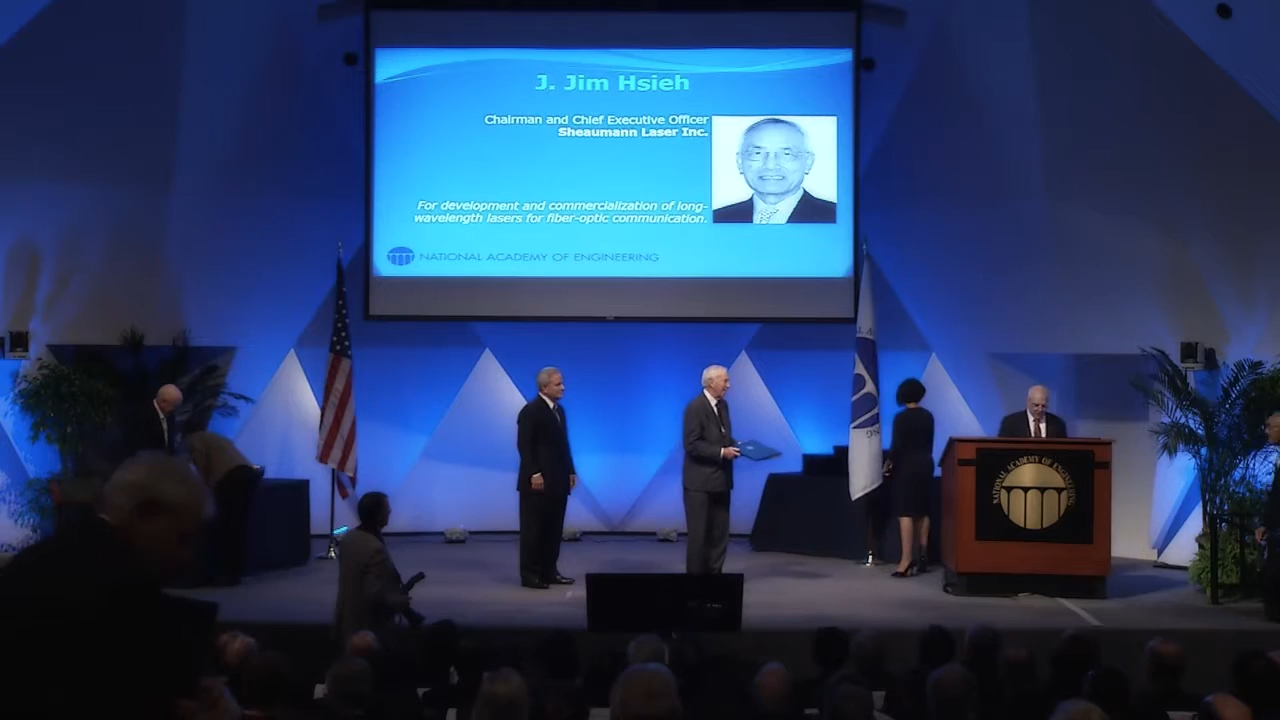 J. Jim Hsieh
Chairman and Chief Executive Officer
Sheaumann Laser Inc.
For development and commercialization of long-
wavelength lasers for fiber-optic communication.
NATIONAL ACADEMY OF ENGINEERING
NATIONAL ACADEMY OF ENGINEERING